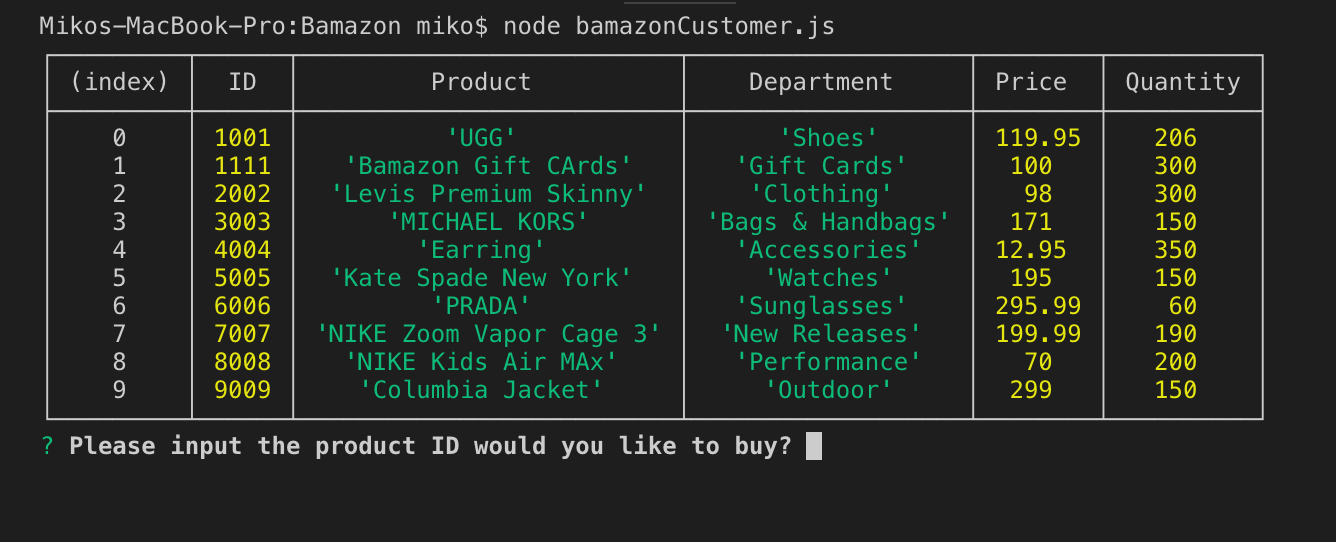 Mikos-MacBook-Pro:Bamazon miko$ node bamazonCustomer.js
(index) ID Product Department Price Quantity
0 1001 'UGG' 'Shoes' 119.95 206
1 1111 'Bamazon Gift CArds' 'Gift Cards' 100 300
2 2002 'Levis Premium Skinny' 'Clothing' 98 300
3 3003 'MICHAEL KORS' 'Bags & Handbags' 171 150
4 4004 'Earring' 'Accessories' 12.95 350
5 5005 'Kate Spade New York' 'Watches' 195 150
6 6006 'PRADA' 'Sunglasses' 295.99 60
7 7007 'NIKE Zoom Vapor Cage 3' 'New Releases' 199.99 190
8 8008 'NIKE Kids Air MAx' 'Performance' 70 200
9 9009 'Columbia Jacket' 'Outdoor' 299 150
? Please input the product ID would you like to buy?